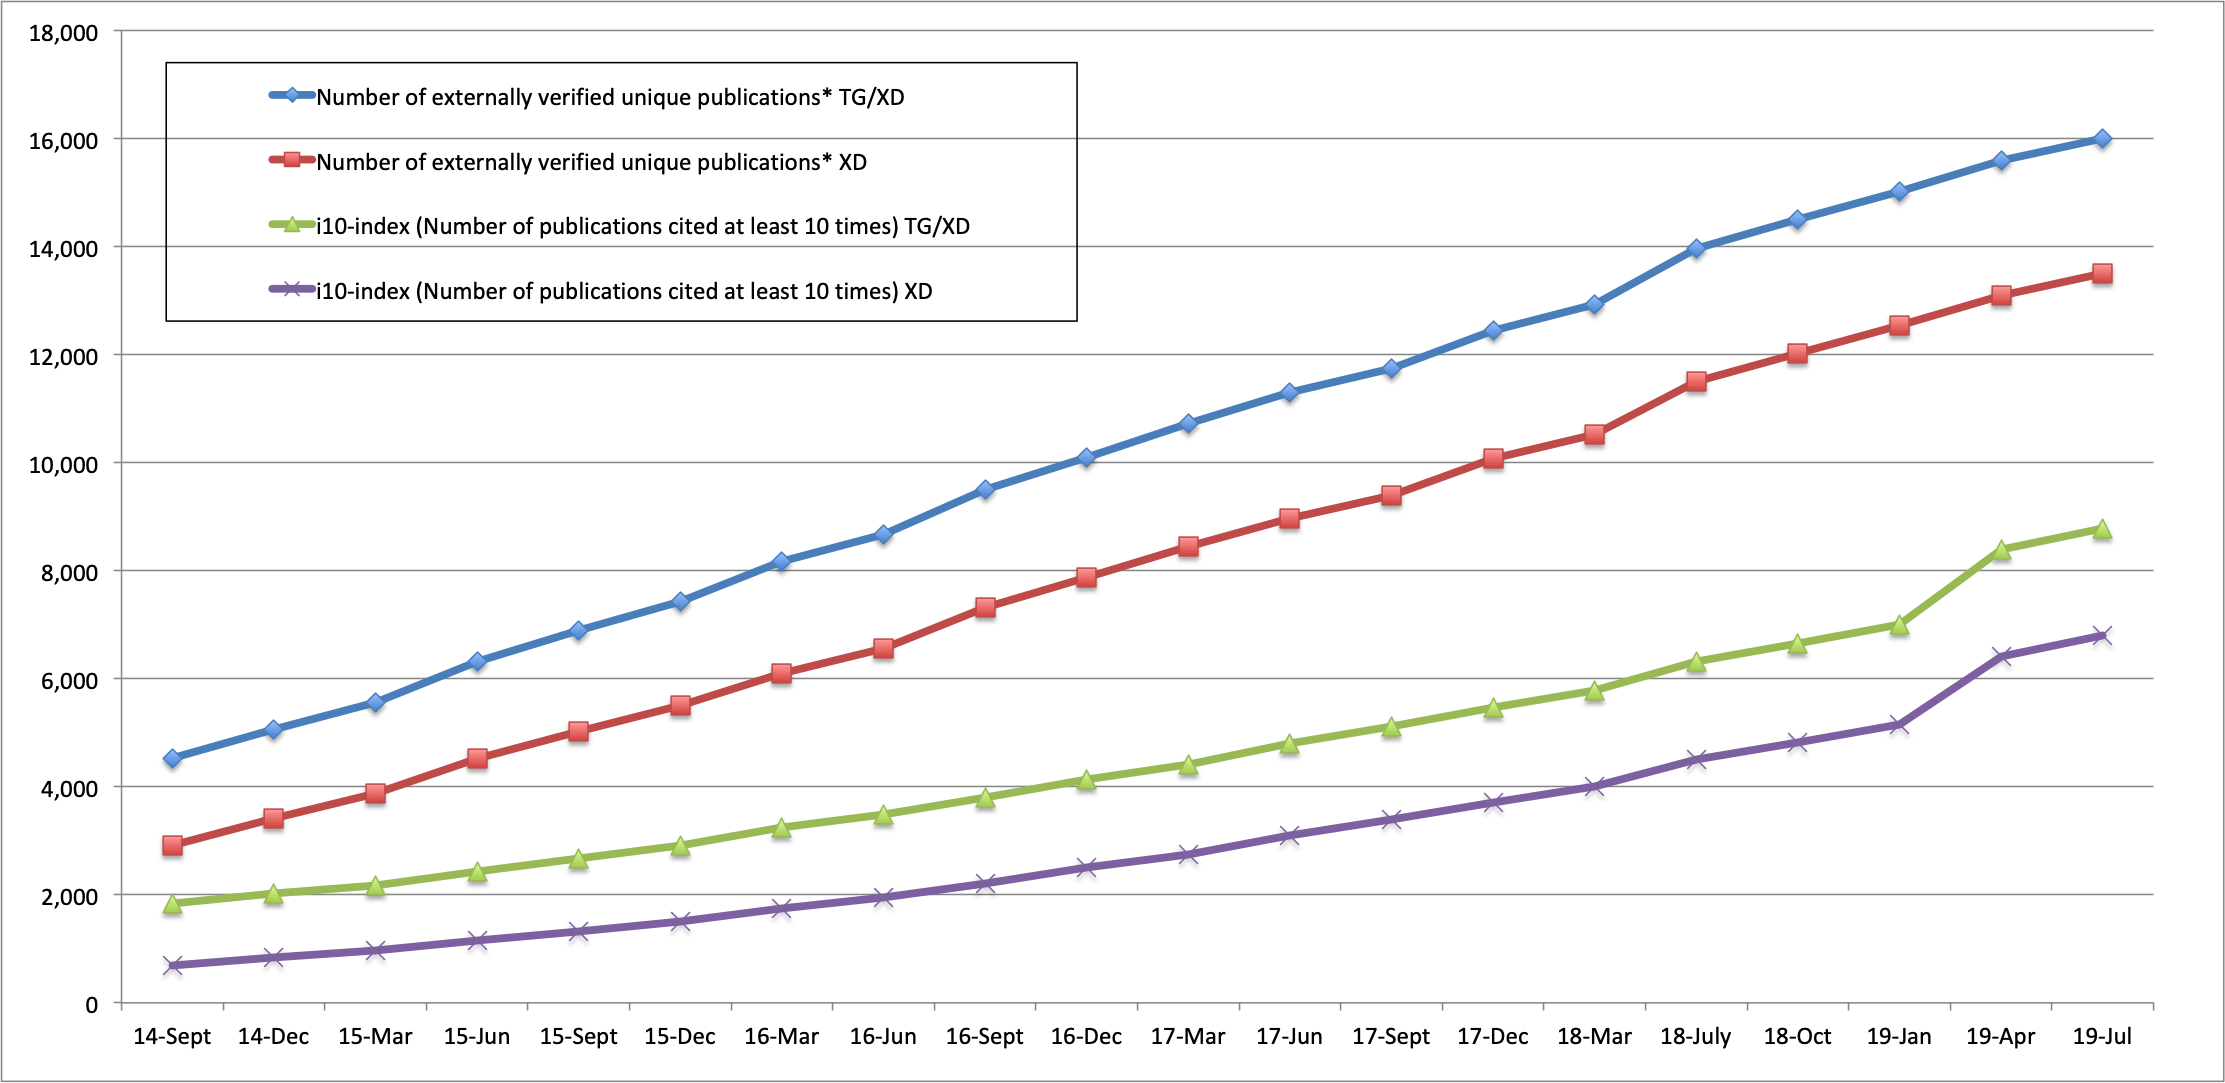 18,000
16,000
14,000
12,000
10,000
8,000
6,000
4,000
2,000
0
Number of externally verified unique publications* TG/XD
Number of externally verified unique publications* XD
i10-index (Number of publications cited at least 10 times) TG/XD
i10-index (Number of publications cited at least 10 times) XD
14-Sept 14-Dec 15-Mar 15-Jun 15-Sept 15-Dec 16-Mar 16-Jun 16-Sept 16-Dec 17-Mar 17-Jun 17-Sept 17-Dec 18-Mar 18-July 18-Oct 19-Jan 19-Apr 19-Jul